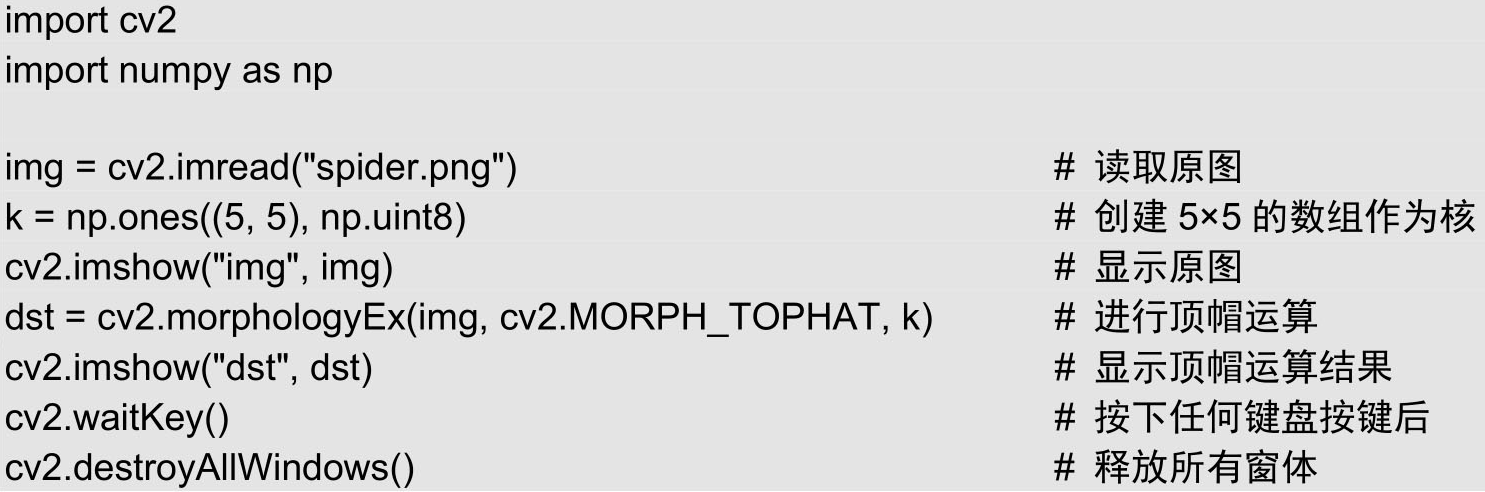 import cv2
import numpy as np
img = cv2.imread("spider.png") # 读取原图
k = np.ones((5, 5), np.uint8) # 创建 5×5 的数组作为核
cv2.imshow("img", img) # 显示原图
dst = cv2.morphologyEx(img, cv2.MORPH_TOPHAT, k) # 进行顶帽运算
cv2.imshow("dst", dst) # 显示顶帽运算结果
cv2.waitKey() # 按下任何键盘按键后
cv2.destroyAllWindows() # 释放所有窗体